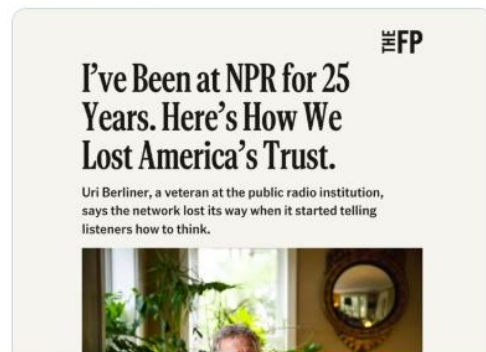 THE FP
I’ve Been at NPR for 25
Years. Here’s How We
Lost America’s Trust.
Uri Berliner, a veteran at the public radio institution,
says the network lost its way when it started telling
listeners how to think.